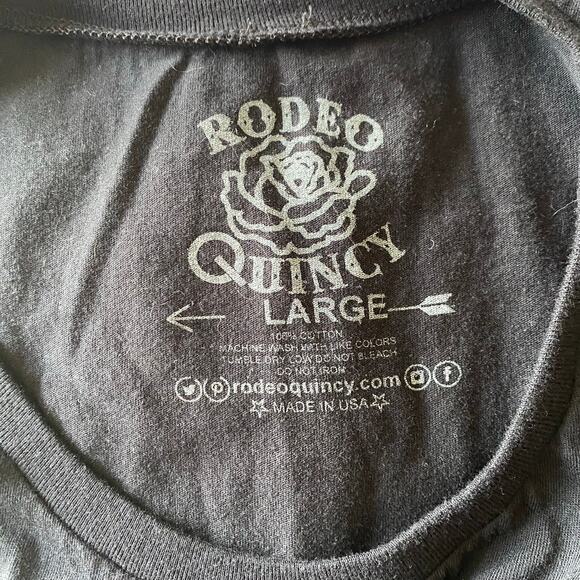 RODEO
QUINCY
LARGE
100% COTTON
MACHINE WASH WITH LIKE COLORS
TUMBLE DRY LOW DO NOT BLEACH
DO NOT IRON
rodeoquincy.com
MADE IN USA